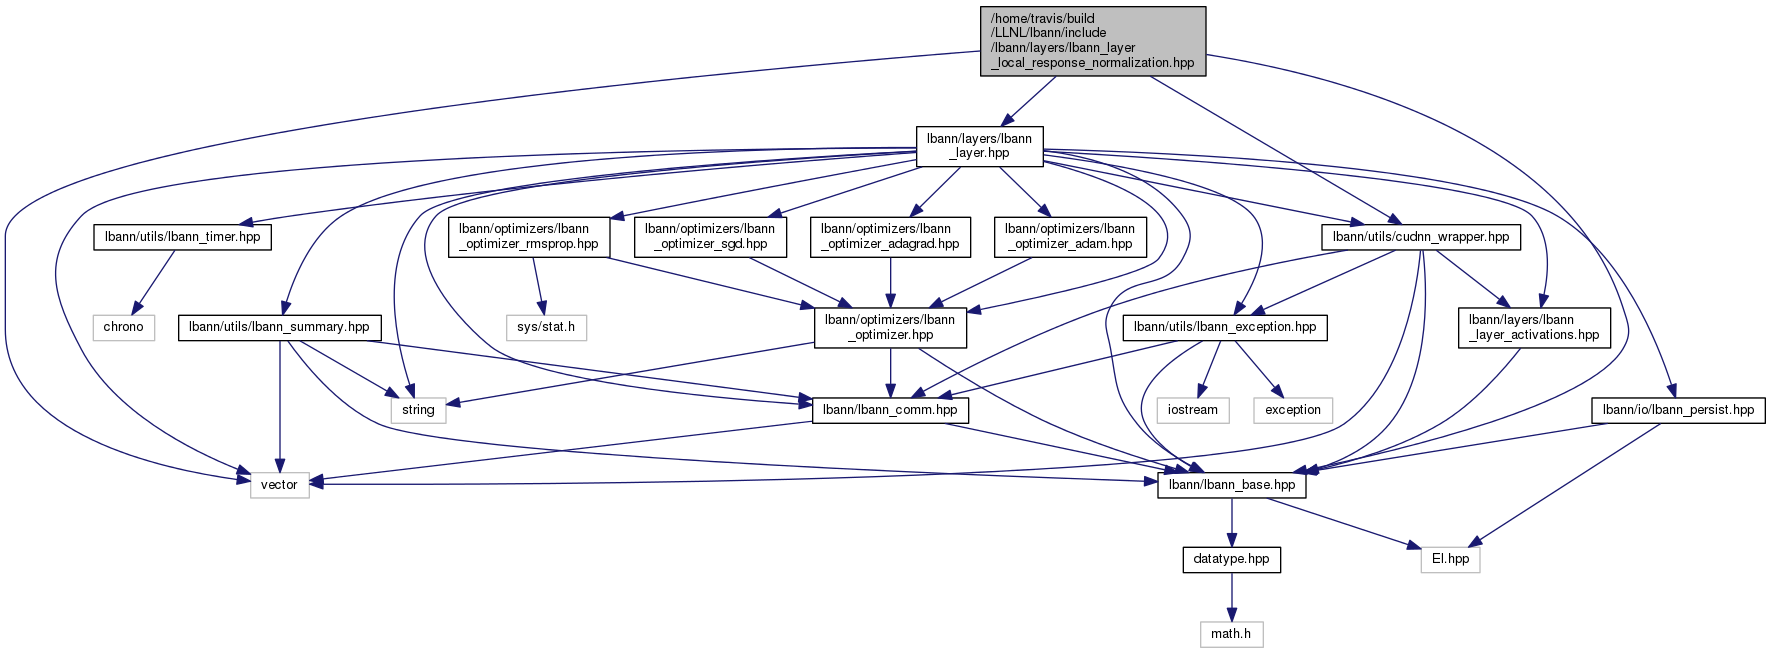 /home/travis/build
/LLNL/lbann/include
/lbann/layers/lbann_layer
_local_response_normalization.hpp
lbann/layers/lbann
_layer.hpp
lbann/utils/lbann_timer.hpp
lbann/optimizers/lbann
_optimizer_rmsprop.hpp
lbann/optimizers/lbann
_optimizer_sgd.hpp
lbann/optimizers/lbann
_optimizer_adagrad.hpp
lbann/optimizers/lbann
_optimizer_adam.hpp
lbann/utils/cudnn_wrapper.hpp
chrono
lbann/utils/lbann_summary.hpp
sys/stat.h
lbann/optimizers/lbann
_optimizer.hpp
lbann/utils/lbann_exception.hpp
lbann/layers/lbann
_layer_activations.hpp
string
lbann/lbann_comm.hpp
iostream
exception
lbann/io/lbann_persist.hpp
vector
lbann/lbann_base.hpp
datatype.hpp
El.hpp
math.h